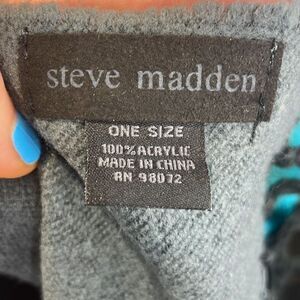 steve madden
ONE SIZE
100% ACRYLIC
MADE IN CHINA
RN 98072